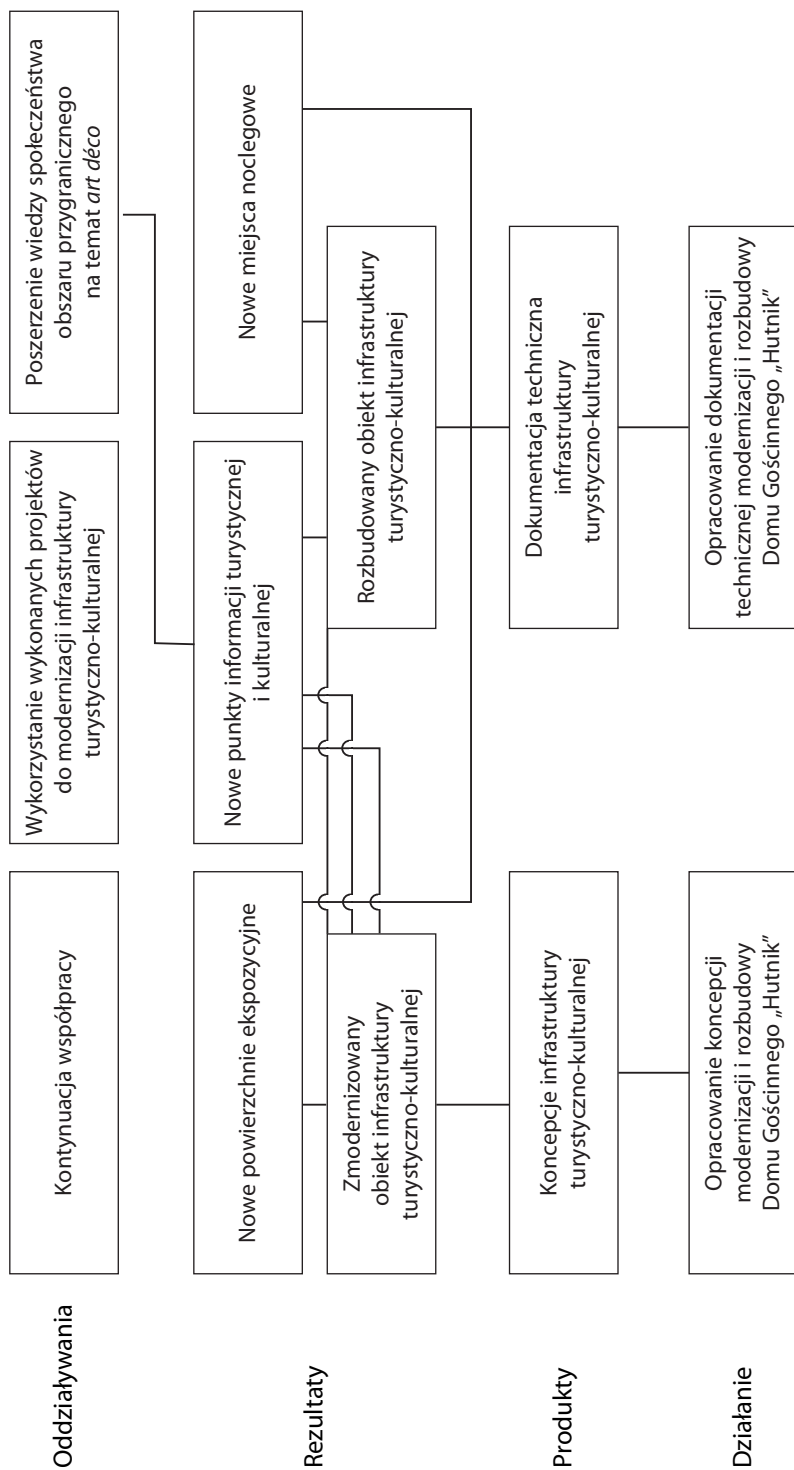 Oddziaływania
Kontynuacja współpracy
Wykorzystanie wykonanych projektów
do modernizacji infrastruktury
turystyczno-kulturalnej
Poszerzenie wiedzy społeczeństwa
obszaru przygranicznego
na temat art déco
Rezultaty
Nowe powierzchnie ekspozycyjne
Nowe punkty informacji turystycznej
i kulturalnej
Nowe miejsca noclegowe
Zmodernizowany
obiekt infrastruktury
turystyczno-kulturalnej
Rozbudowany obiekt infrastruktury
turystyczno-kulturalnej
Produkty
Koncepcje infrastruktury
turystyczno-kulturalnej
Dokumentacja techniczna
infrastruktury
turystyczno-kulturalnej
Działanie
Opracowanie koncepcji
modernizacji i rozbudowy
Domu Gościnnego „Hutnik”
Opracowanie dokumentacji
technicznej modernizacji i rozbudowy
Domu Gościnnego „Hutnik”